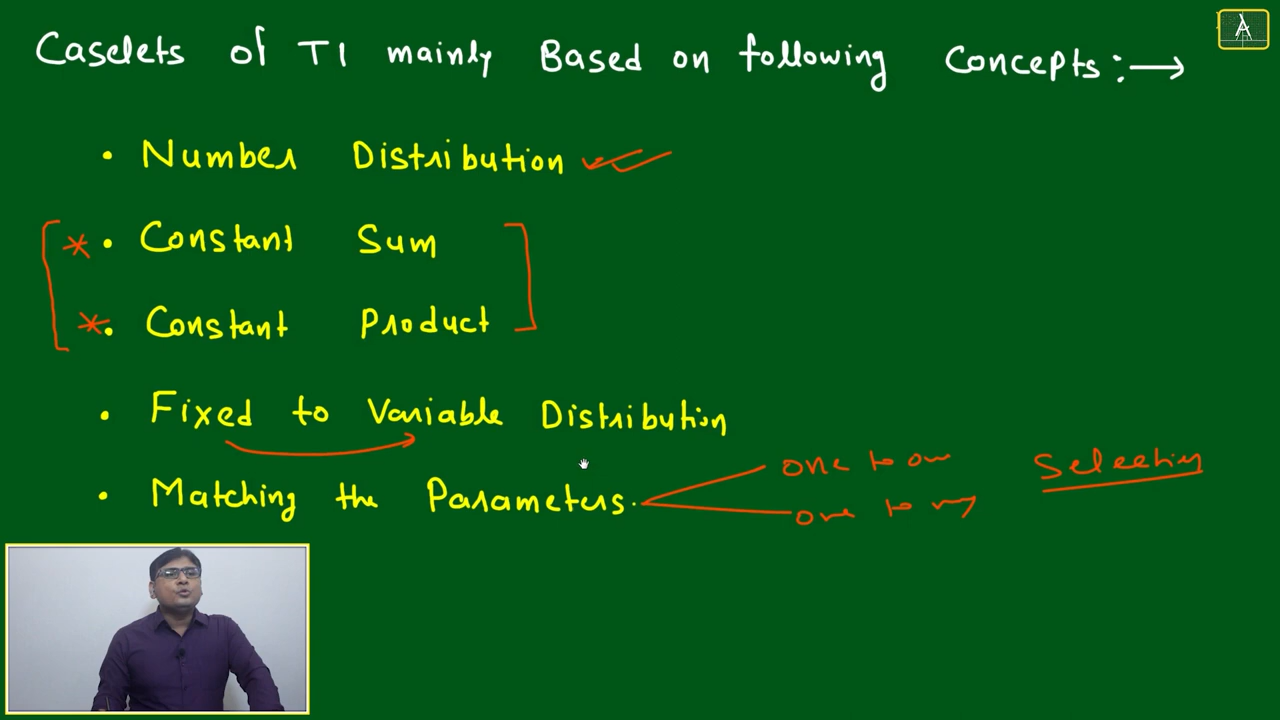 Caselets of TI mainly Based on following Concepts:→
• Number Distribution
* • Constant Sum
* • Constant Product
• Fixed to Variable Distribution
• Matching the Parameters.
one to one
one to many
Selection